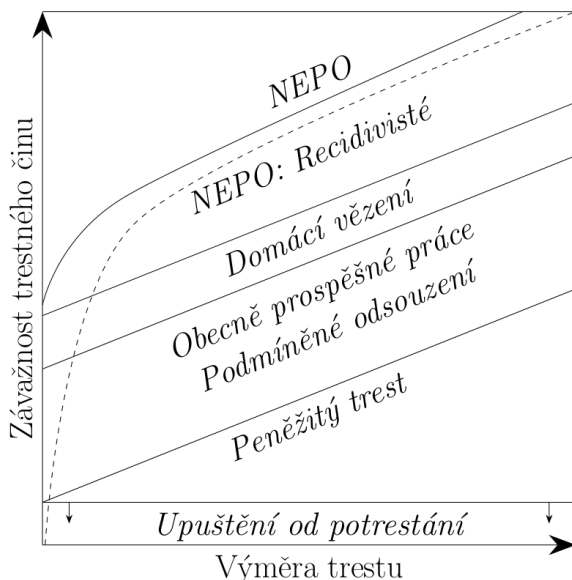 NEPO
NEPO: Recidivisté
Domácí vězení
Obecně prospěšné práce
Podmíněné odsouzení
Peněžitý trest
Upuštění od potrestání
Závažnost trestného činu
Výměra trestu